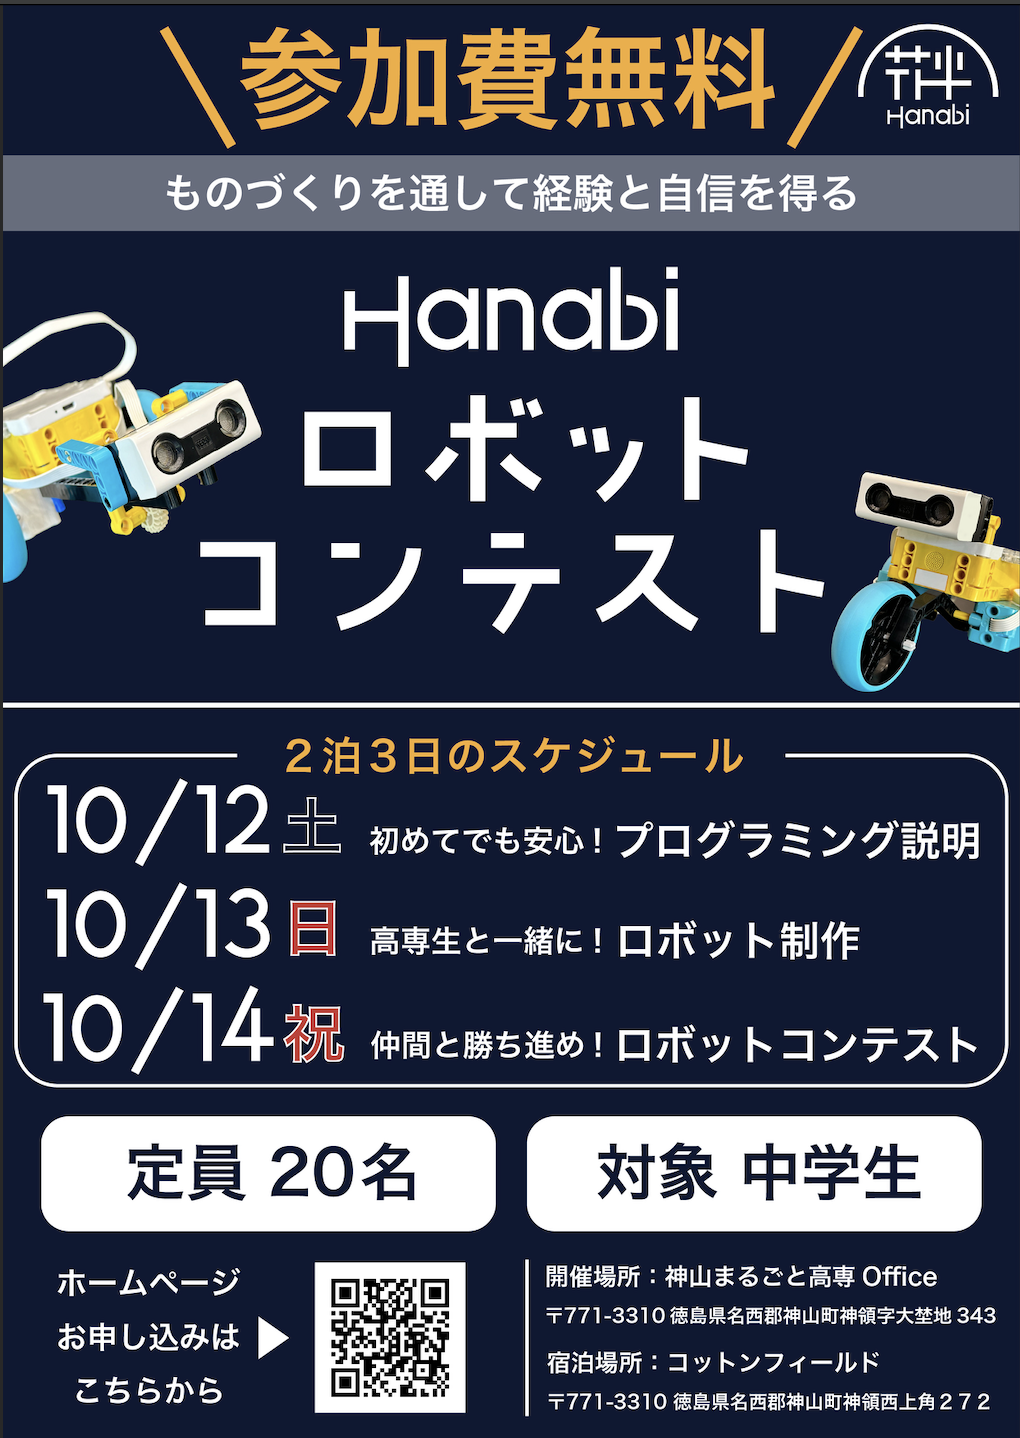 参加費無料
花火
Hanabi
ものづくりを通して経験と自信を得る
Hanabi
ロボット
コンテスト
2泊3日のスケジュール
10/12土 初めてでも安心!プログラミング説明
10/13日 高専生と一緒に!ロボット制作
10/14祝 仲間と勝ち進め!ロボットコンテスト
定員 20名
対象 中学生
ホームページ
お申し込みは
こちらから
開催場所:神山まるごと高専 Office
〒771-3310 徳島県名西郡神山町神領字大埜地 343
宿泊場所:コットンフィールド
〒771-3310 徳島県名西郡神山町神領西上角272